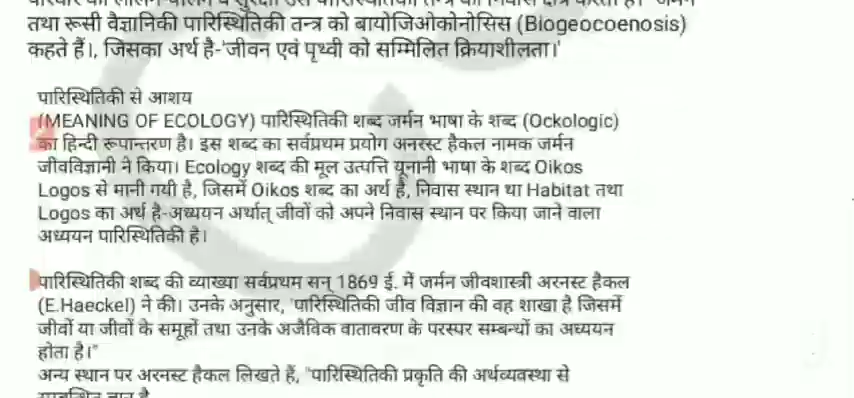 तथा रूसी वैज्ञानिकी पारिस्थितिकी तन्त्र को बायोजिओकोनोसिस (Biogeocoenosis)
कहते हैं।, जिसका अर्थ है-'जीवन एवं पृथ्वी को सम्मिलित क्रियाशीलता।'
पारिस्थितिकी से आशय
(MEANING OF ECOLOGY) पारिस्थितिकी शब्द जर्मन भाषा के शब्द (Ockologic)
का हिन्दी रूपान्तरण है। इस शब्द का सर्वप्रथम प्रयोग अनरस्ट हैकल नामक जर्मन
जीवविज्ञानी ने किया। Ecology शब्द की मूल उत्पत्ति यूनानी भाषा के शब्द Oikos
Logos से मानी गयी है, जिसमें Oikos शब्द का अर्थ है, निवास स्थान था Habitat तथा
Logos का अर्थ है-अध्ययन अर्थात् जीवों को अपने निवास स्थान पर किया जाने वाला
अध्ययन पारिस्थितिकी है।
पारिस्थितिकी शब्द की व्याख्या सर्वप्रथम सन् 1869 ई. में जर्मन जीवशास्त्री अरनस्ट हैकल
(E.Haeckel) ने की। उनके अनुसार, "पारिस्थितिकी जीव विज्ञान की वह शाखा है जिसमें
जीवों या जीवों के समूहों तथा उनके अजैविक वातावरण के परस्पर सम्बन्धों का अध्ययन
होता है।"
अन्य स्थान पर अरनस्ट हैकल लिखते हैं, "पारिस्थितिकी प्रकृति की अर्थव्यवस्था से